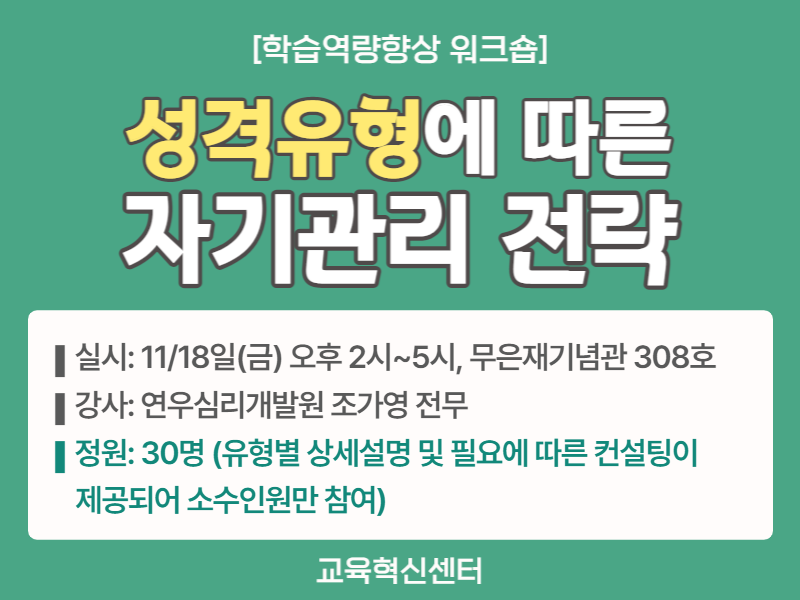 [학습역량향상 워크숍]
성격유형에 따른
자기관리 전략
실시: 11/18일(금) 오후 2시~5시, 무은재기념관 308호
강사: 연우심리개발원 조가영 전무
정원: 30명 (유형별 상세설명 및 필요에 따른 컨설팅이
제공되어 소수인원만 참여)
교육혁신센터